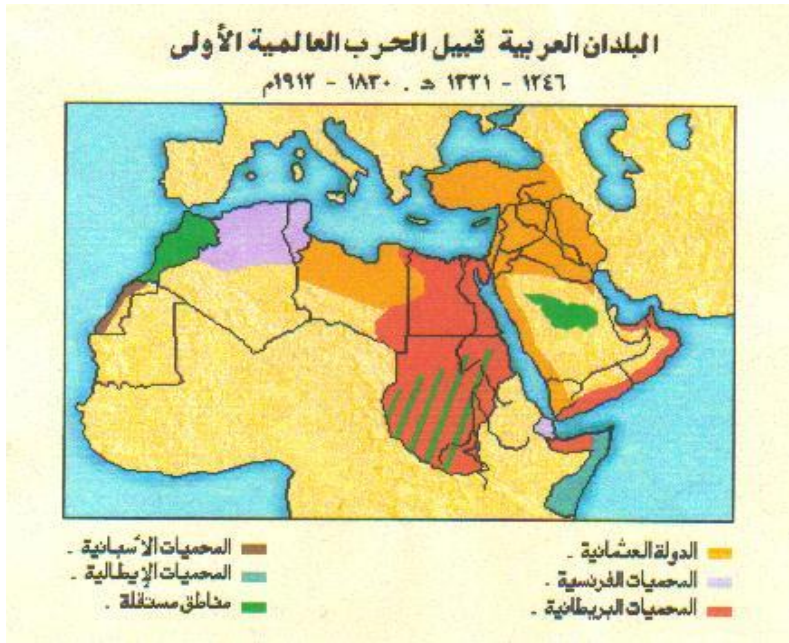 البلدان العربية قبيل الحرب العالمية الأولى
١٢٤٦ - ١٣٣١ هـ . ١٨٣٠ - ١٩١٢م
الدولة العثمانية .
المحميات الفرنسية .
المحميات البريطانية .
المحميات الأسبانية .
المحميات الإيطالية .
مناطق مستقلة .